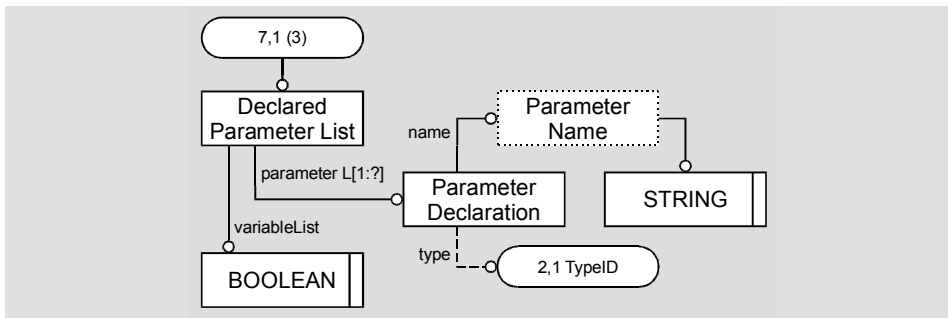 7,1 (3)
Declared
Parameter List
Parameter
Name
name
parameter L[1:?]
Parameter
Declaration
STRING
variableList
type
2,1 TypeID
BOOLEAN